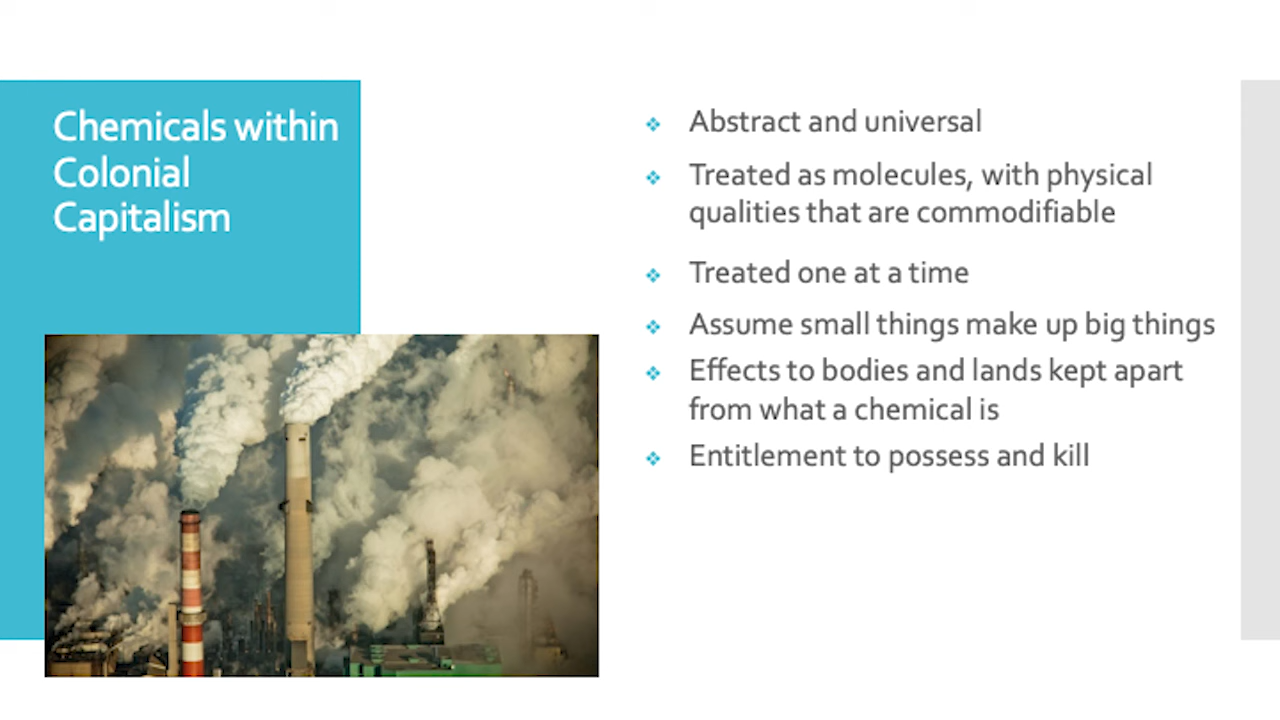 Chemicals within
Colonial
Capitalism
Abstract and universal
Treated as molecules, with physical
qualities that are commodifiable
Treated one at a time
Assume small things make up big things
Effects to bodies and lands kept apart
from what a chemical is
Entitlement to possess and kill